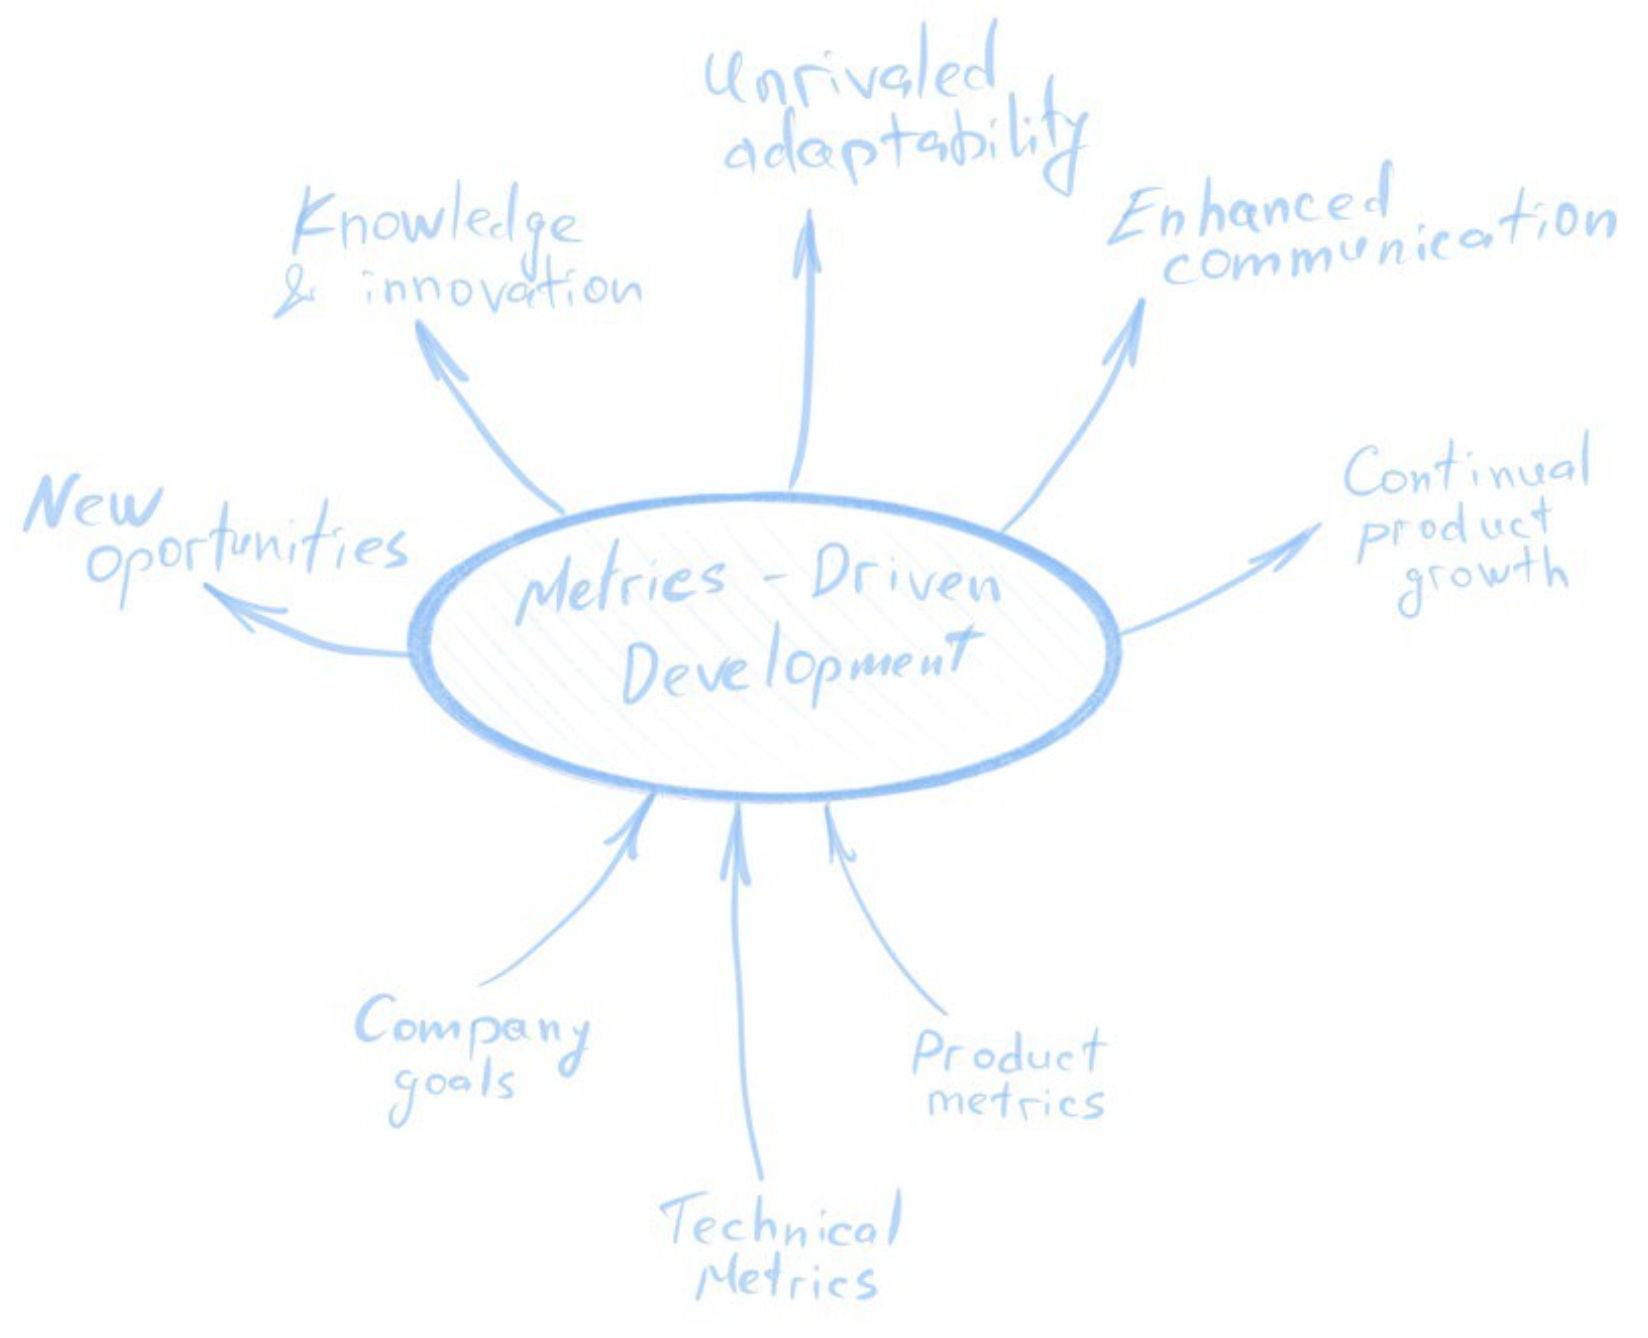 Unrivaled
adaptability
Knowledge
& innovation
Enhanced
communication
New
oportunities
Continual
product
growth
Metrics - Driven
Development
Company
goals
Product
metrics
Technical
Metrics